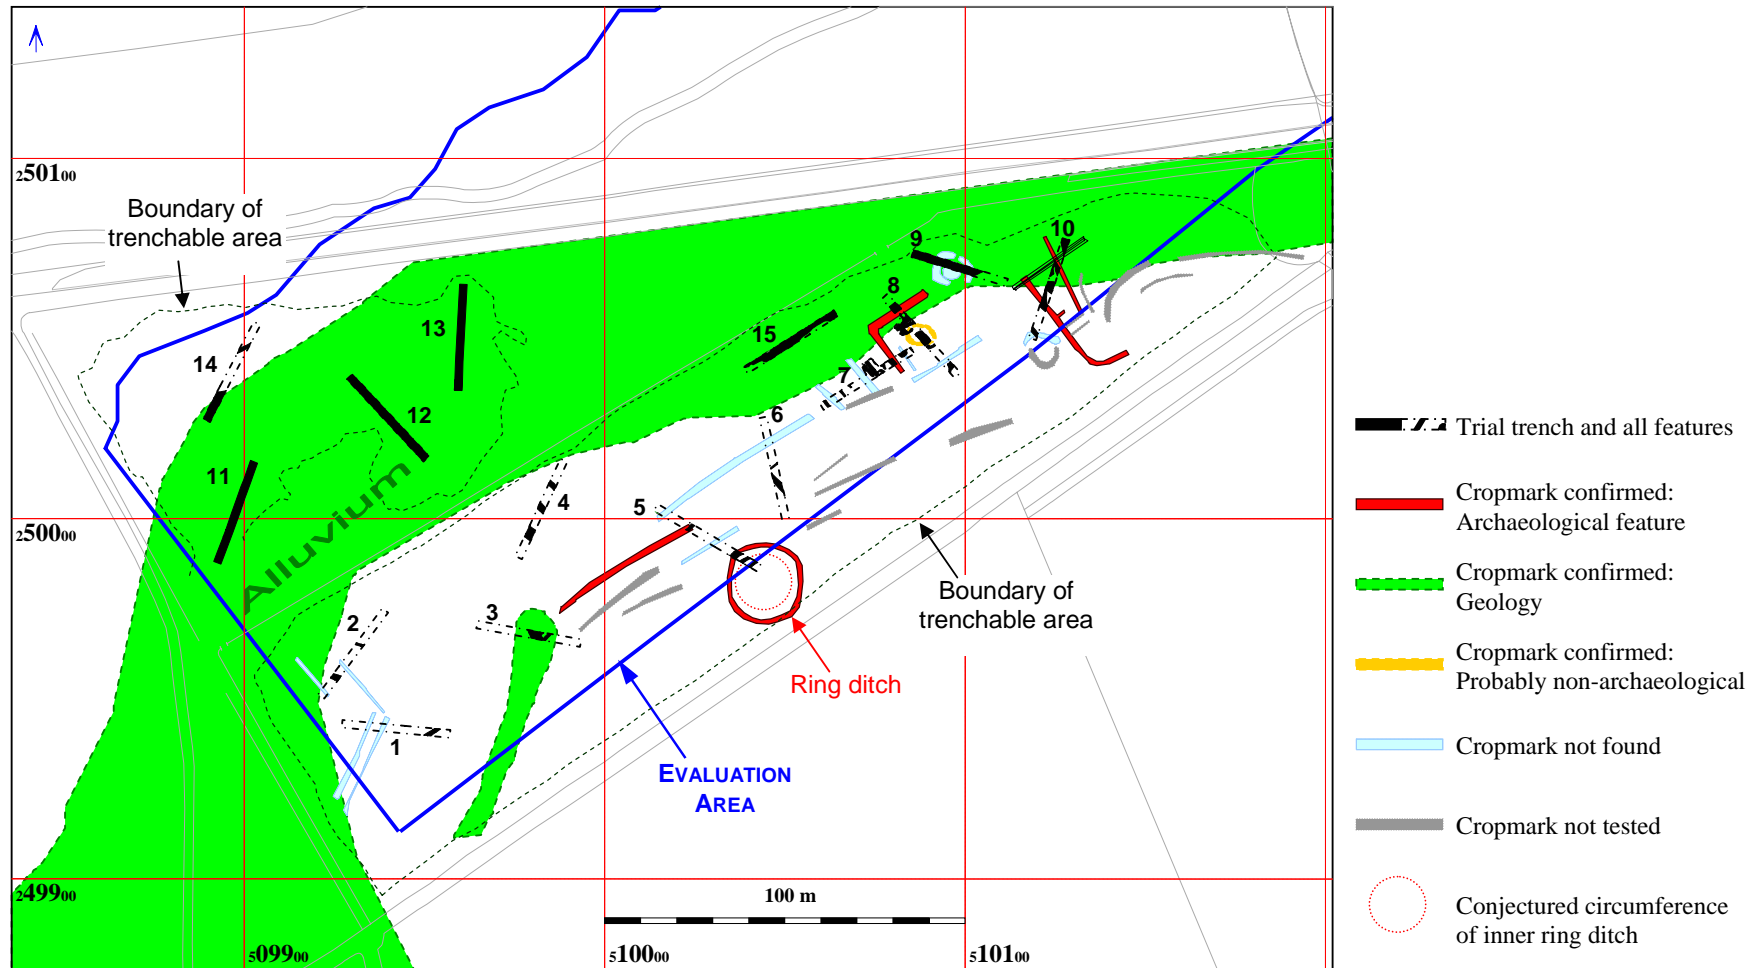 250100
Boundary of
trenchable area
9
10
8
13
15
14
7
12
6
11
5
4
25000
Alluvium
Boundary of
trenchable area
3
2
Ring ditch
1
EVALUATION
AREA
24900
100 m
509900
510000
510100
Trial trench and all features
Cropmark confirmed:
Archaeological feature
Cropmark confirmed:
Geology
Cropmark confirmed:
Probably non-archaeological
Cropmark not found
Cropmark not tested
Conjectured circumference
of inner ring ditch